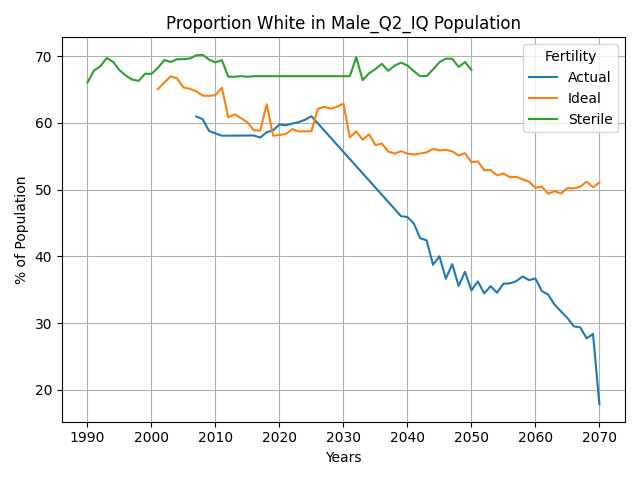 Proportion White in Male_Q2_IQ Population
% of Population
70
60
50
40
30
20
Fertility
Actual
Ideal
Sterile
1990 2000 2010 2020 2030 2040 2050 2060 2070
Years